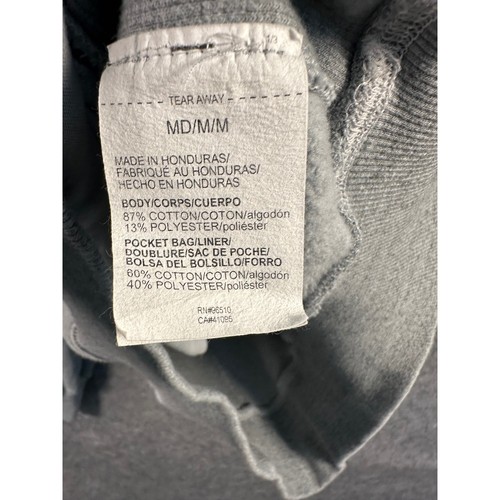 TEAR AWAY
MD/M/M
MADE IN HONDURAS/
FABRIQUÉ AU HONDURAS/
HECHO EN HONDURAS
BODY/CORPS/CUERPO
87% COTTON/COTON/algodón
13% POLYESTER/poliéster
POCKET BAG/LINER/
DOUBLURE/SAC DE POCHE/
BOLSA DEL BOLSILLO/FORRO
60% COTTON/COTON/algodón
40% POLYESTER/poliéster
RN#96510
CA#41095